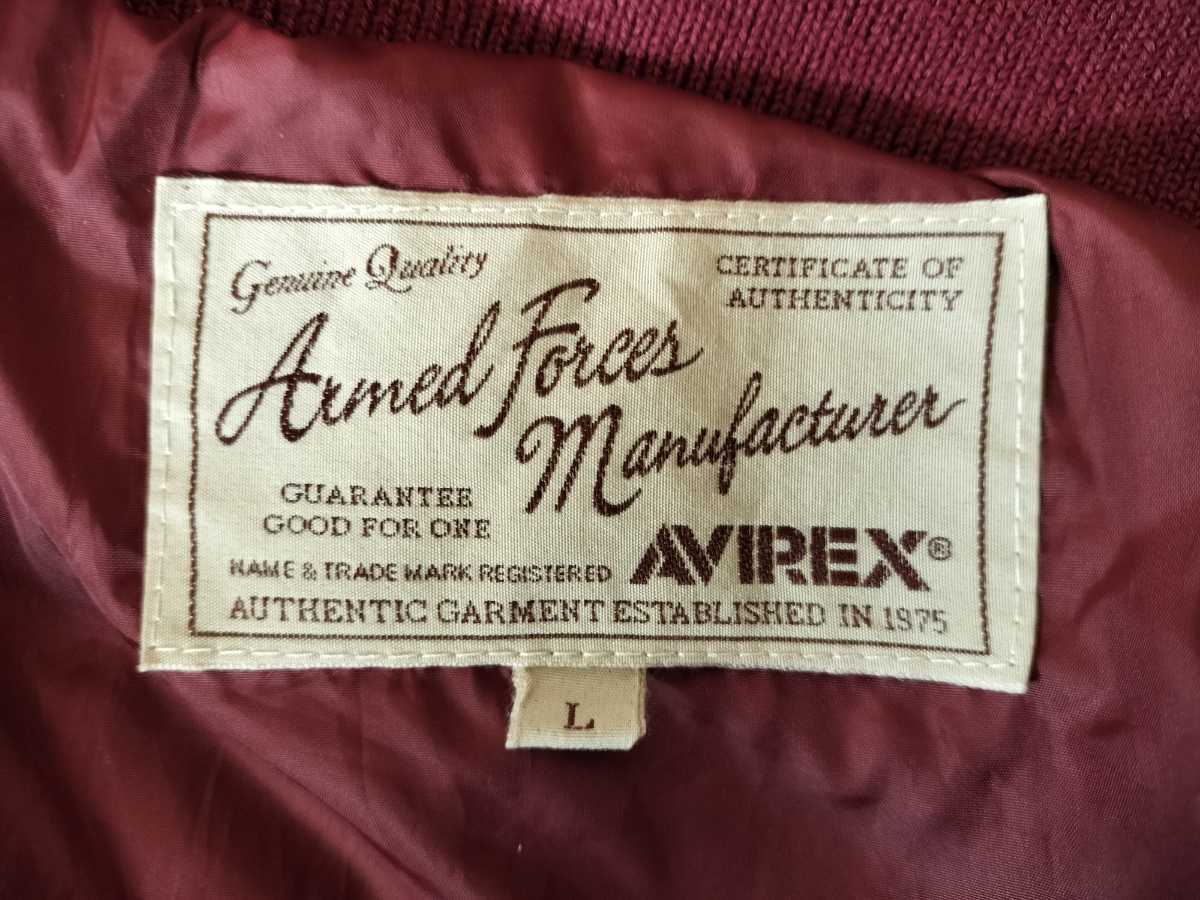 Genuine Quality
CERTIFICATE OF
AUTHENTICITY
Armed Forces
Manufacturer
GUARANTEE
GOOD FOR ONE
NAME & TRADE MARK REGISTERED
AVIREX®
AUTHENTIC GARMENT ESTABLISHED IN 1975
L